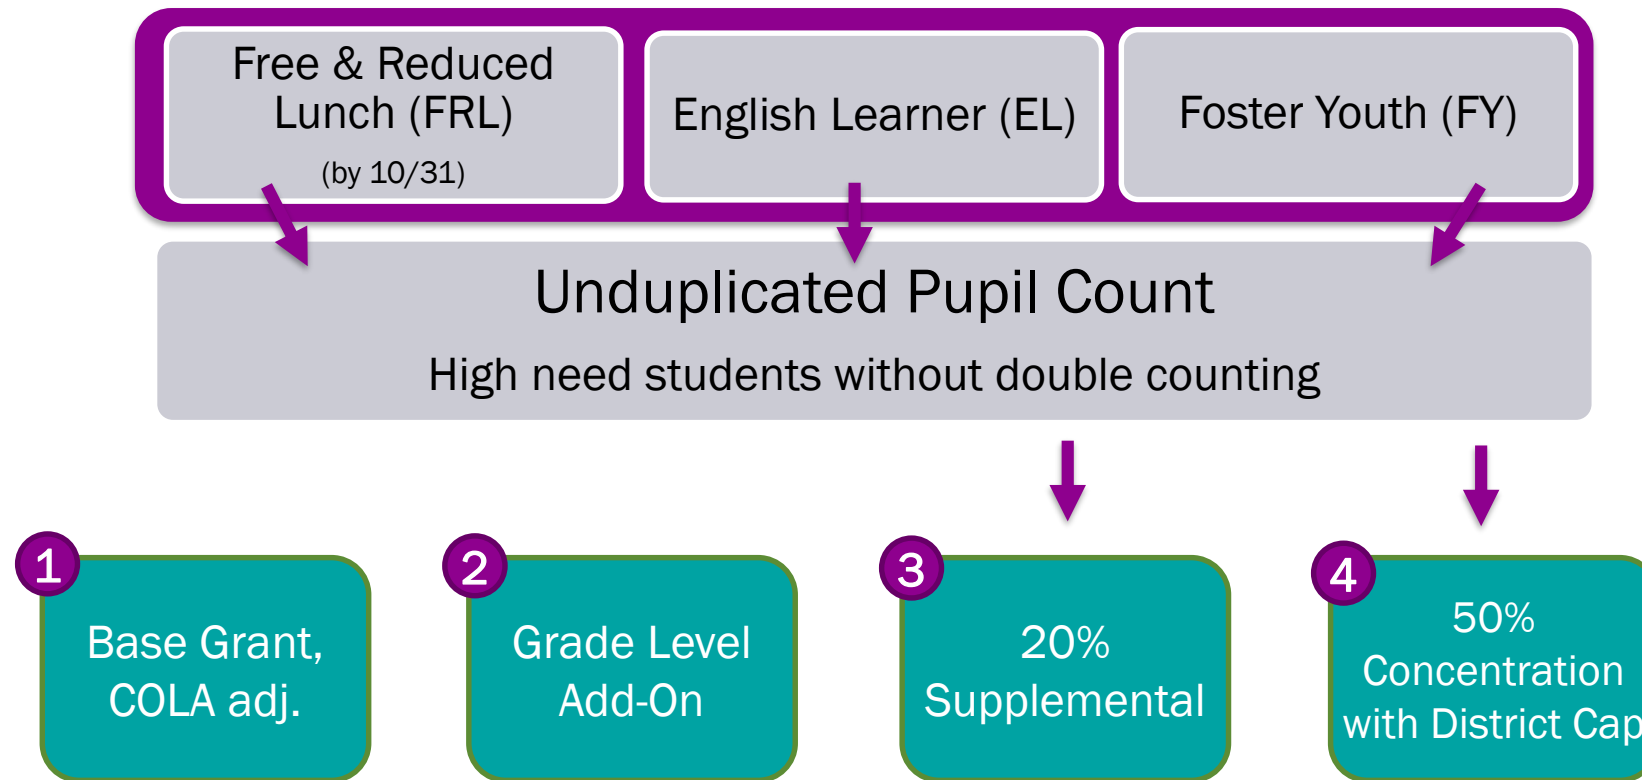 Free & Reduced
Lunch (FRL)
(by 10/31)
English Learner (EL)
Foster Youth (FY)
Unduplicated Pupil Count
High need students without double counting
1
Base Grant,
COLA adj.
2
Grade Level
Add-On
3
20%
Supplemental
4
50%
Concentration
with District Cap